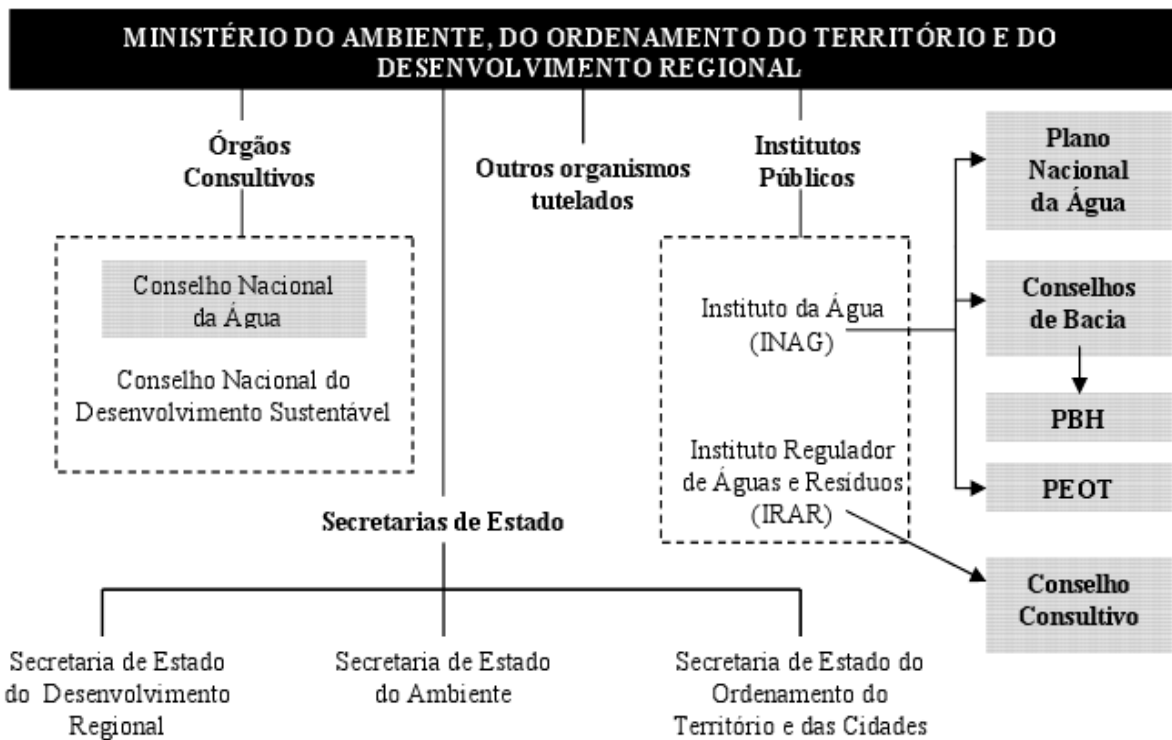 MINISTÉRIO DO AMBIENTE, DO ORDENAMENTO DO TERRITÓRIO E DO
DESENVOLVIMENTO REGIONAL
Órgãos
Consultivos
Conselho Nacional
da Água
Conselho Nacional do
Desenvolvimento Sustentável
Outros organismos
tutelados
Institutos
Públicos
Instituto da Água
(INAG)
Instituto Regulador
de Águas e Resíduos
(IRAR)
Plano
Nacional
da Água
Conselhos
de Bacia
PBH
PEOT
Conselho
Consultivo
Secretarias de Estado
Secretaria de Estado
do Desenvolvimento
Regional
Secretaria de Estado
do Ambiente
Secretaria de Estado do
Ordenamento do
Território e das Cidades